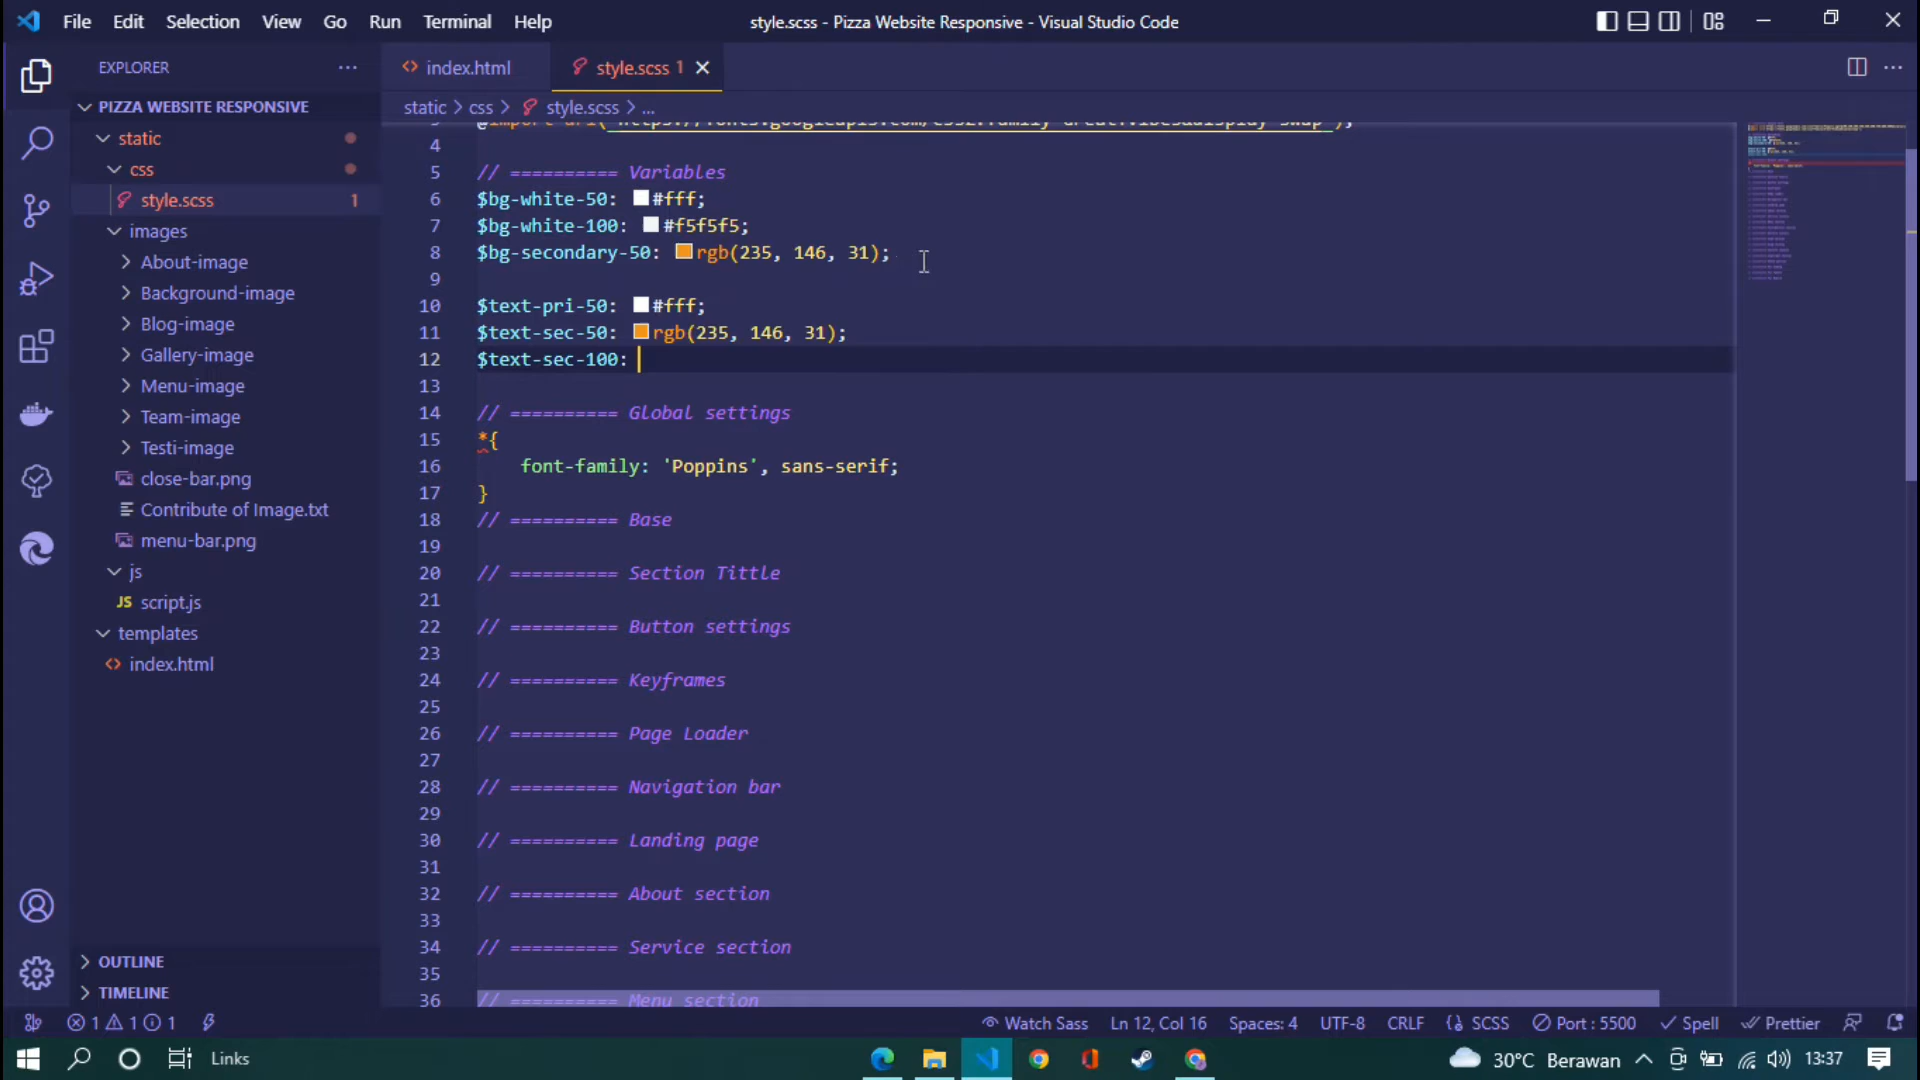 File Edit Selection View Go Run Terminal Help
style.scss - Pizza Website Responsive - Visual Studio Code
EXPLORER
PIZZA WEBSITE RESPONSIVE
static
css
style.scss 1
images
About-image
Background-image
Blog-image
Gallery-image
Menu-image
Team-image
Testi-image
close-bar.png
Contribute of Image.txt
menu-bar.png
js
JS script.js
templates
index.html
OUTLINE
TIMELINE
index.html
style.scss 1
static > css > style.scss > ...
4
5 // ========== Variables
6 $bg-white-50: #fff;
7 $bg-white-100: #f5f5f5;
8 $bg-secondary-50: rgb(235, 146, 31);
9
10 $text-pri-50: #fff;
11 $text-sec-50: rgb(235, 146, 31);
12 $text-sec-100:
13
14 // ========== Global settings
15 *{
16 font-family: 'Poppins', sans-serif;
17 }
18 // ========== Base
19
20 // ========== Section Tittle
21
22 // ========== Button settings
23
24 // ========== Keyframes
25
26 // ========== Page Loader
27
28 // ========== Navigation bar
29
30 // ========== Landing page
31
32 // ========== About section
33
34 // ========== Service section
35
36 // ========== Menu section
1 1 1
Watch Sass Ln 12, Col 16 Spaces: 4 UTF-8 CRLF {} SCSS Port : 5500 Spell Prettier
Links
30°C Berawan 13:37